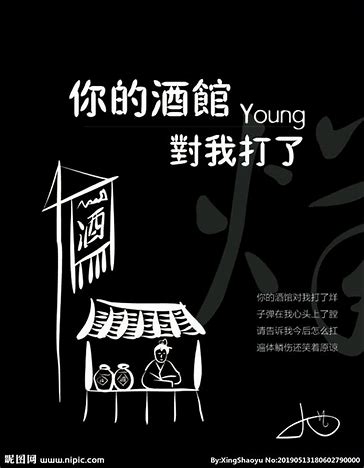 你的酒館 Young
對我打了
酒
你的酒馆对我打了烊
子弹在我心头上了膛
请告诉我今后怎么扛
遍体鳞伤还笑着原谅
昵图网 www.nipic.com
By:XingShaoyu No:20190513180602790000